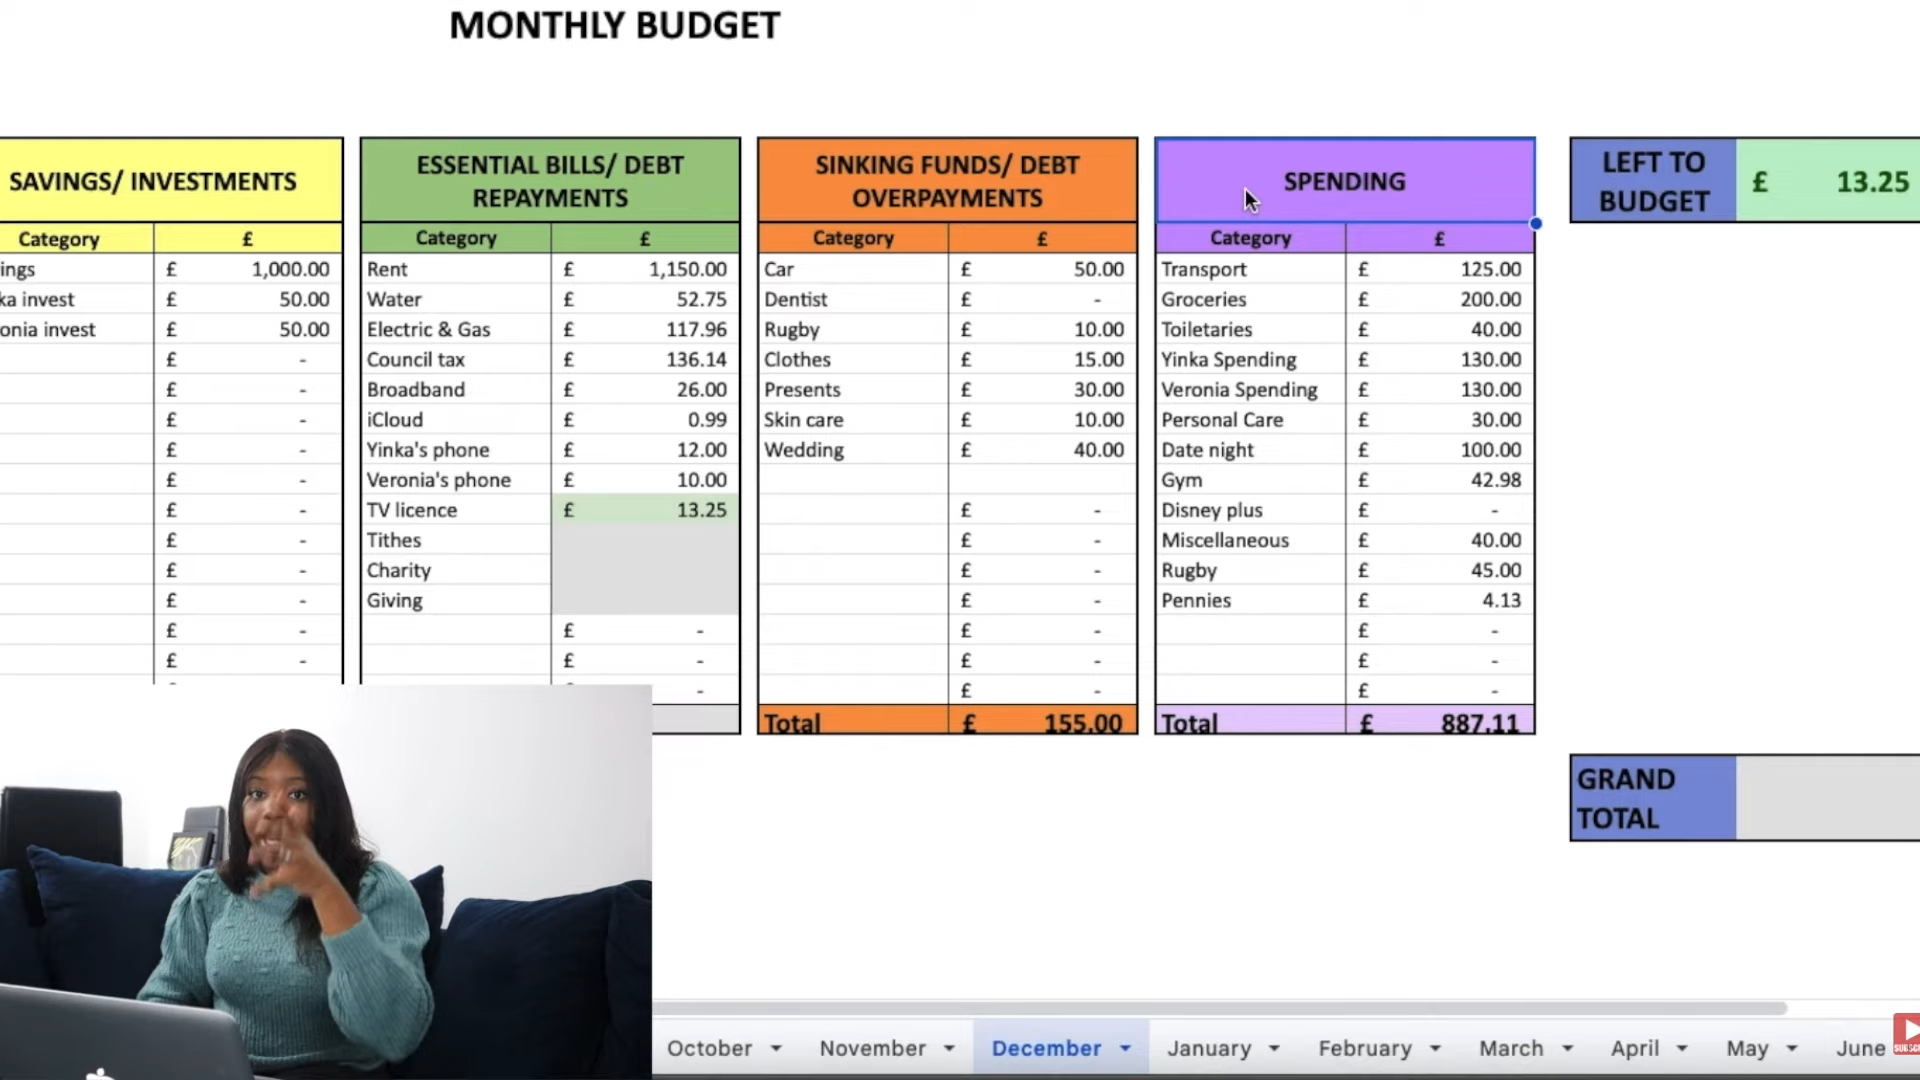 MONTHLY BUDGET
SAVINGS/ INVESTMENTS
Category £
ings £ 1,000.00
ka invest £ 50.00
onia invest £ 50.00
£ -
£ -
£ -
£ -
£ -
£ -
£ -
£ -
£ -
£ -
£ -
ESSENTIAL BILLS/ DEBT
REPAYMENTS
Category £
Rent £ 1,150.00
Water £ 52.75
Electric & Gas £ 117.96
Council tax £ 136.14
Broadband £ 26.00
iCloud £ 0.99
Yinka's phone £ 12.00
Veronia's phone £ 10.00
TV licence £ 13.25
Tithes
Charity
Giving
£ -
£ -
-
SINKING FUNDS/ DEBT
OVERPAYMENTS
Category £
Car £ 50.00
Dentist £ -
Rugby £ 10.00
Clothes £ 15.00
Presents £ 30.00
Skin care £ 10.00
Wedding £ 40.00
£ -
£ -
£ -
£ -
£ -
£ -
£ -
Total £ 155.00
SPENDING
Category £
Transport £ 125.00
Groceries £ 200.00
Toiletaries £ 40.00
Yinka Spending £ 130.00
Veronia Spending £ 130.00
Personal Care £ 30.00
Date night £ 100.00
Gym £ 42.98
Disney plus £ -
Miscellaneous £ 40.00
Rugby £ 45.00
Pennies £ 4.13
£ -
£ -
£ -
Total £ 887.11
LEFT TO
BUDGET
£ 13.25
GRAND
TOTAL
October November December January February March April May June